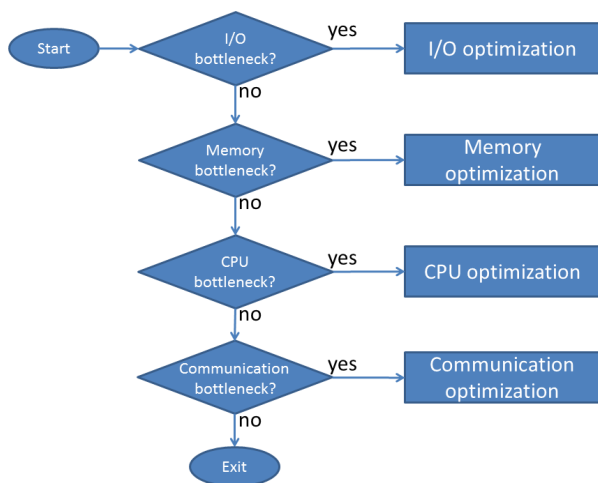 Start
I/O
bottleneck?
yes
I/O optimization
no
Memory
bottleneck?
yes
Memory
optimization
no
CPU
bottleneck?
yes
CPU optimization
no
Communication
bottleneck?
yes
Communication
optimization
no
Exit